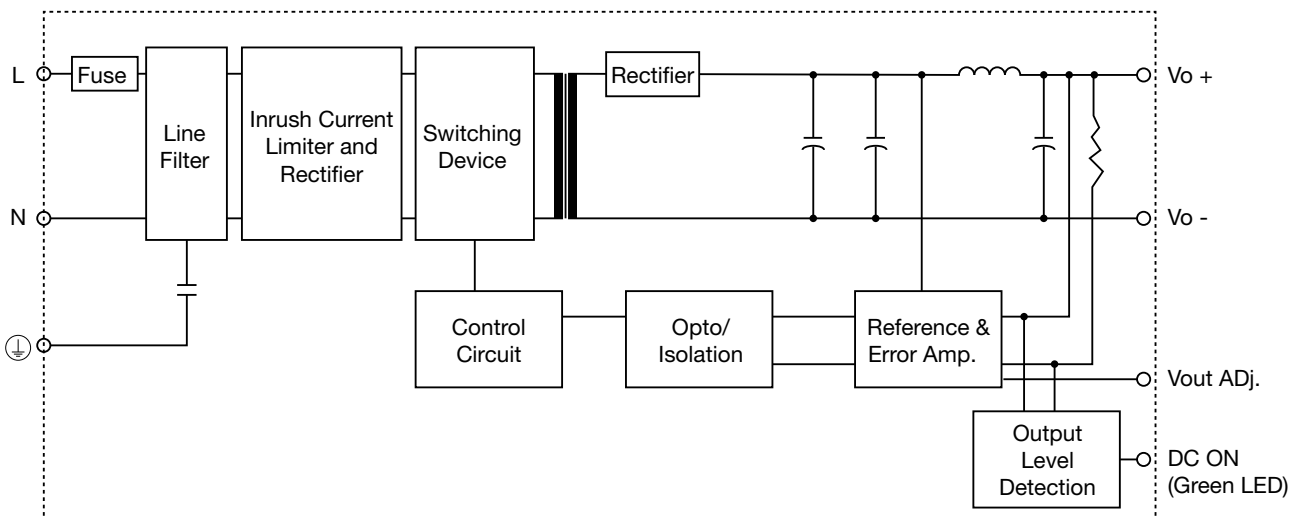 L
Fuse
Line
Filter
Inrush Current
Limiter and
Rectifier
Switching
Device
Rectifier
Vo +
N
Vo -
Control
Circuit
Opto/
Isolation
Reference &
Error Amp.
Vout ADj.
Output
Level
Detection
DC ON
(Green LED)